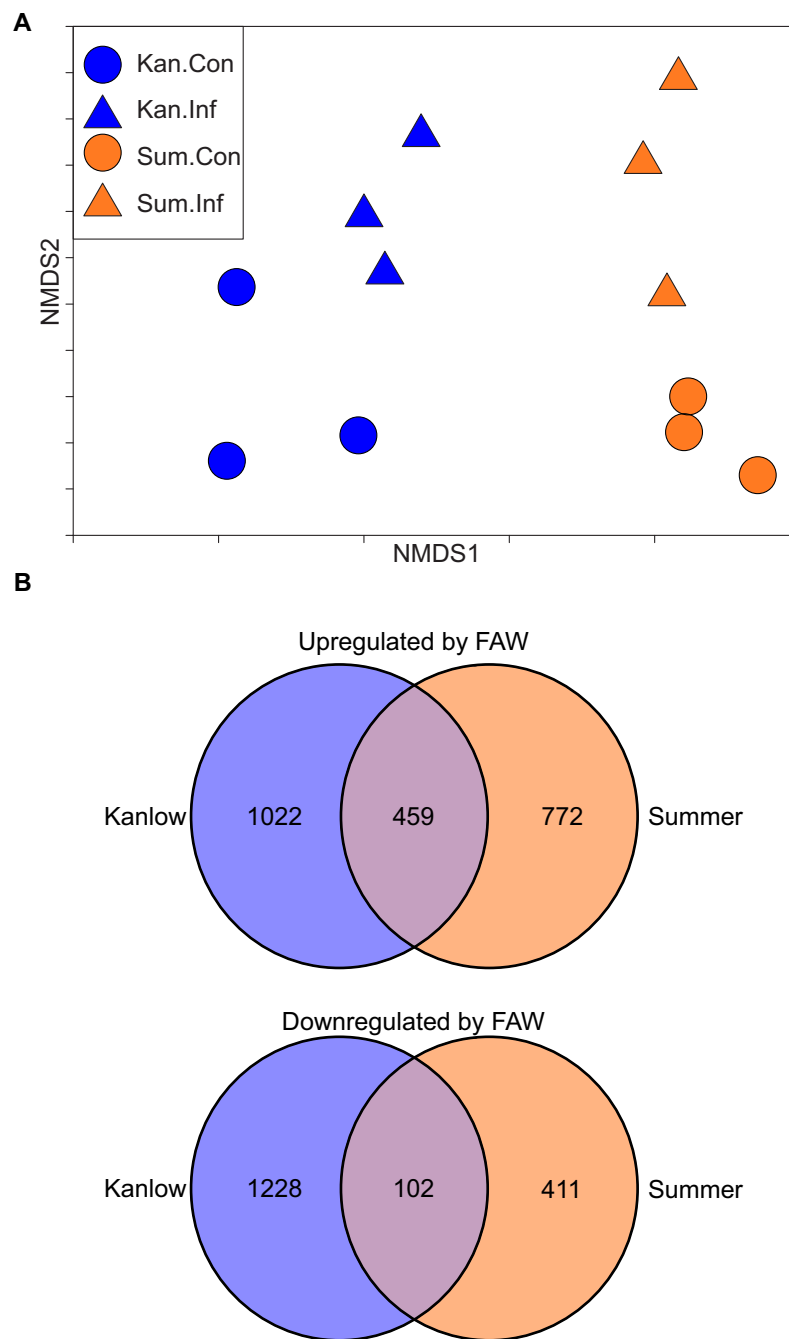 A
Kan.Con
Kan.Inf
Sum.Con
Sum.Inf
NMDS2
NMDS1
B
Upregulated by FAW
Kanlow 1022 459 772 Summer
Downregulated by FAW
Kanlow 1228 102 411 Summer